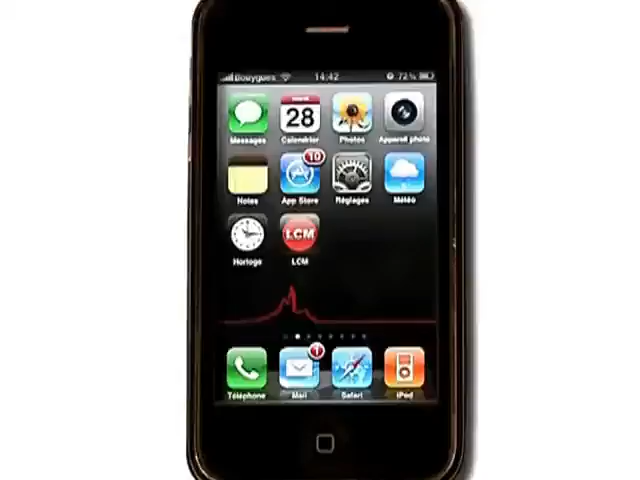 Bouygues 14:42 72%
28
Messages Calendrier Photos Appareil photo
10
Notes App Store Réglages Météo
LCM
Horloge LCM
1
Téléphone Mail Safari iPod